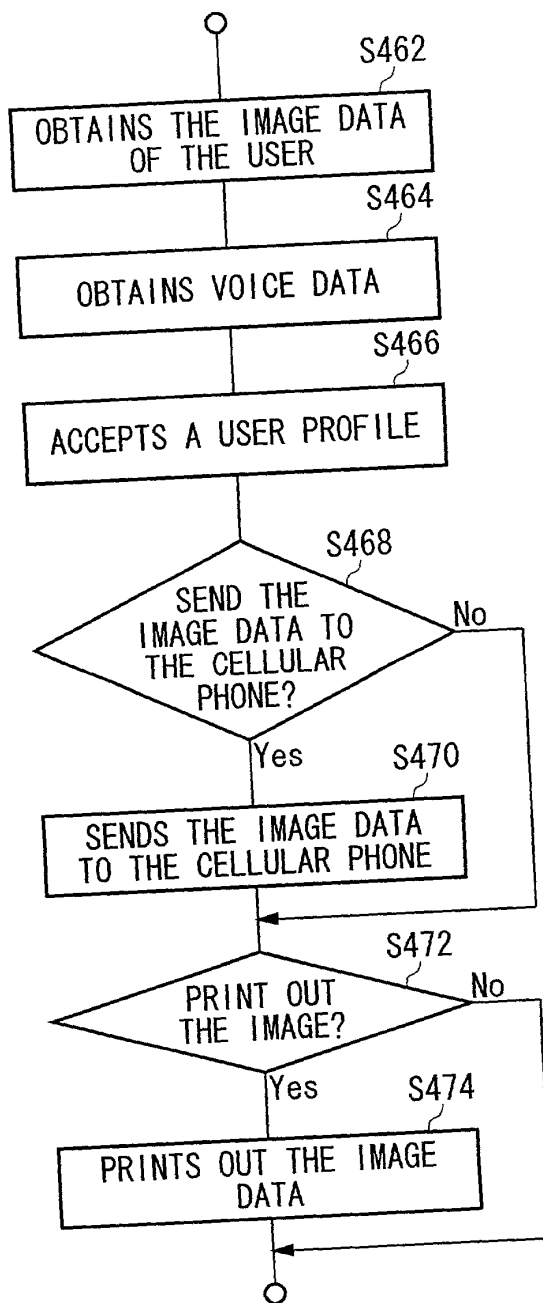 S462
OBTAINS THE IMAGE DATA
OF THE USER
S464
OBTAINS VOICE DATA
S466
ACCEPTS A USER PROFILE
S468
SEND THE
IMAGE DATA TO
THE CELLULAR
PHONE?
No
Yes
S470
SENDS THE IMAGE DATA
TO THE CELLULAR PHONE
S472
PRINT OUT
THE IMAGE?
No
Yes
S474
PRINTS OUT THE IMAGE
DATA